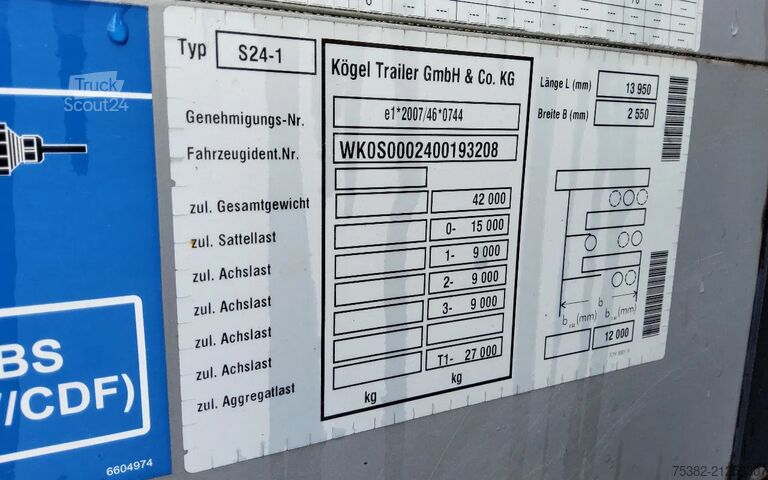 Typ S24-1
Kögel Trailer GmbH & Co. KG
Genehmigungs-Nr. e1*2007/46*0744
Fahrzeugident.Nr. WK0S0002400193208
zul. Gesamtgewicht 42 000
zul. Sattellast 0- 15 000
zul. Achslast 1- 9 000
zul. Achslast 2- 9 000
zul. Achslast 3- 9 000
zul. Achslast
zul. Aggregatlast T1- 27 000
kg kg
Länge L (mm) 13 950
Breite B (mm) 2 550
b
b (mm) b (mm)
12 000
BS
/CDF)
6604974
Truck
Scout24